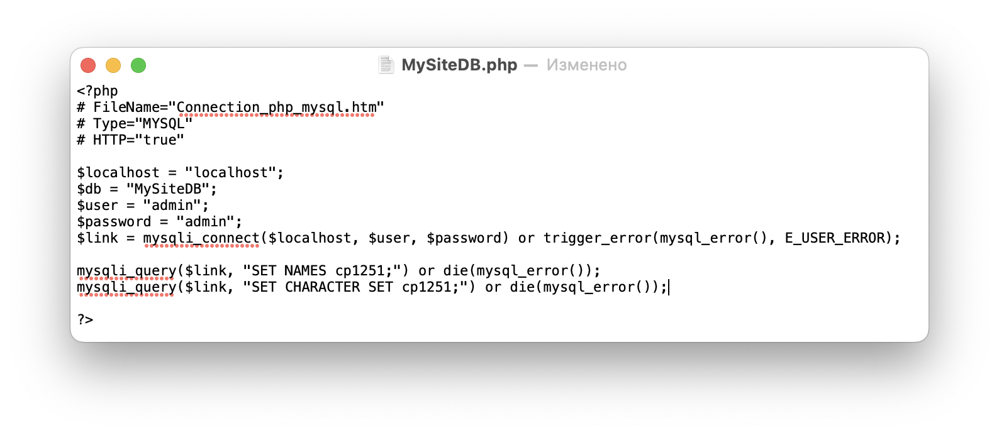 MySiteDB.php — Изменено
<?php
# FileName="Connection_php_mysql.htm"
# Type="MYSQL"
# HTTP="true"
$localhost = "localhost";
$db = "MySiteDB";
$user = "admin";
$password = "admin";
$link = mysqli_connect($localhost, $user, $password) or trigger_error(mysql_error(), E_USER_ERROR);
mysqli_query($link, "SET NAMES cp1251;") or die(mysql_error());
mysqli_query($link, "SET CHARACTER SET cp1251;") or die(mysql_error());
?>